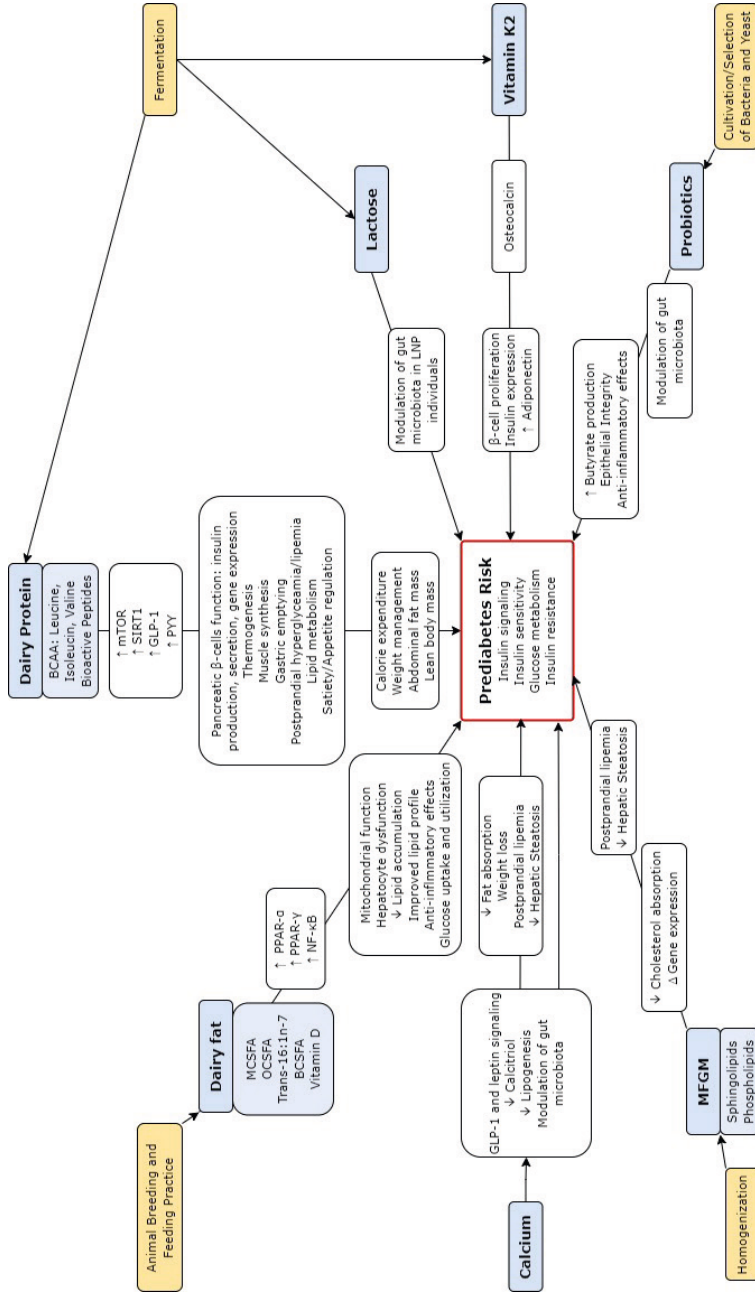 Animal Breeding and
Feeding Practice
Dairy fat
MCSFA
OCSFA
Trans-16:1n-7
BCSFA
Vitamin D
↑ PPAR-α
↑ PPAR-γ
↑ NF-κB
Mitochondrial function
Hepatocyte dysfunction
↓ Lipid accumulation
Improved lipid profile
Anti-inflmmatory effects
Glucose uptake and utilization
Dairy Protein
BCAA: Leucine,
Isoleucin, Valine
Bioactive Peptides
↑ mTOR
↑ SIRT1
↑ GLP-1
↑ PYY
Pancreatic β-cells function: insulin
production, secretion, gene expression
Thermogenesis
Muscle synthesis
Gastric emptying
Postprandial hyperglyceamia/lipemia
Lipid metabolism
Satiety/Appetite regulation
Calorie expenditure
Weight management
Abdominal fat mass
Lean body mass
Fermentation
Lactose
Modulation of gut
microbiota in LNP
individuals
Vitamin K2
Osteocalcin
β-cell proliferation
Insulin expression
↑ Adiponectin
Prediabetes Risk
Insulin signaling
Insulin sensitivity
Glucose metabolism
Insulin resistance
Calcium
GLP-1 and leptin signaling
↓ Calcitriol
↓ Lipogenesis
Modulation of gut
microbiota
↓ Fat absorption
Weight loss
Postprandial lipemia
↓ Hepatic Steatosis
Homogenization
MFGM
Sphingolipids
Phospholipids
↓ Cholesterol absorption
Δ Gene expression
Postprandial lipemia
↓ Hepatic Steatosis
↑ Butyrate production
Epithelial Integrity
Anti-inflammatory effects
Modulation of gut
microbiota
Probiotics
Cultivation/Selection
of Bacteria and Yeast